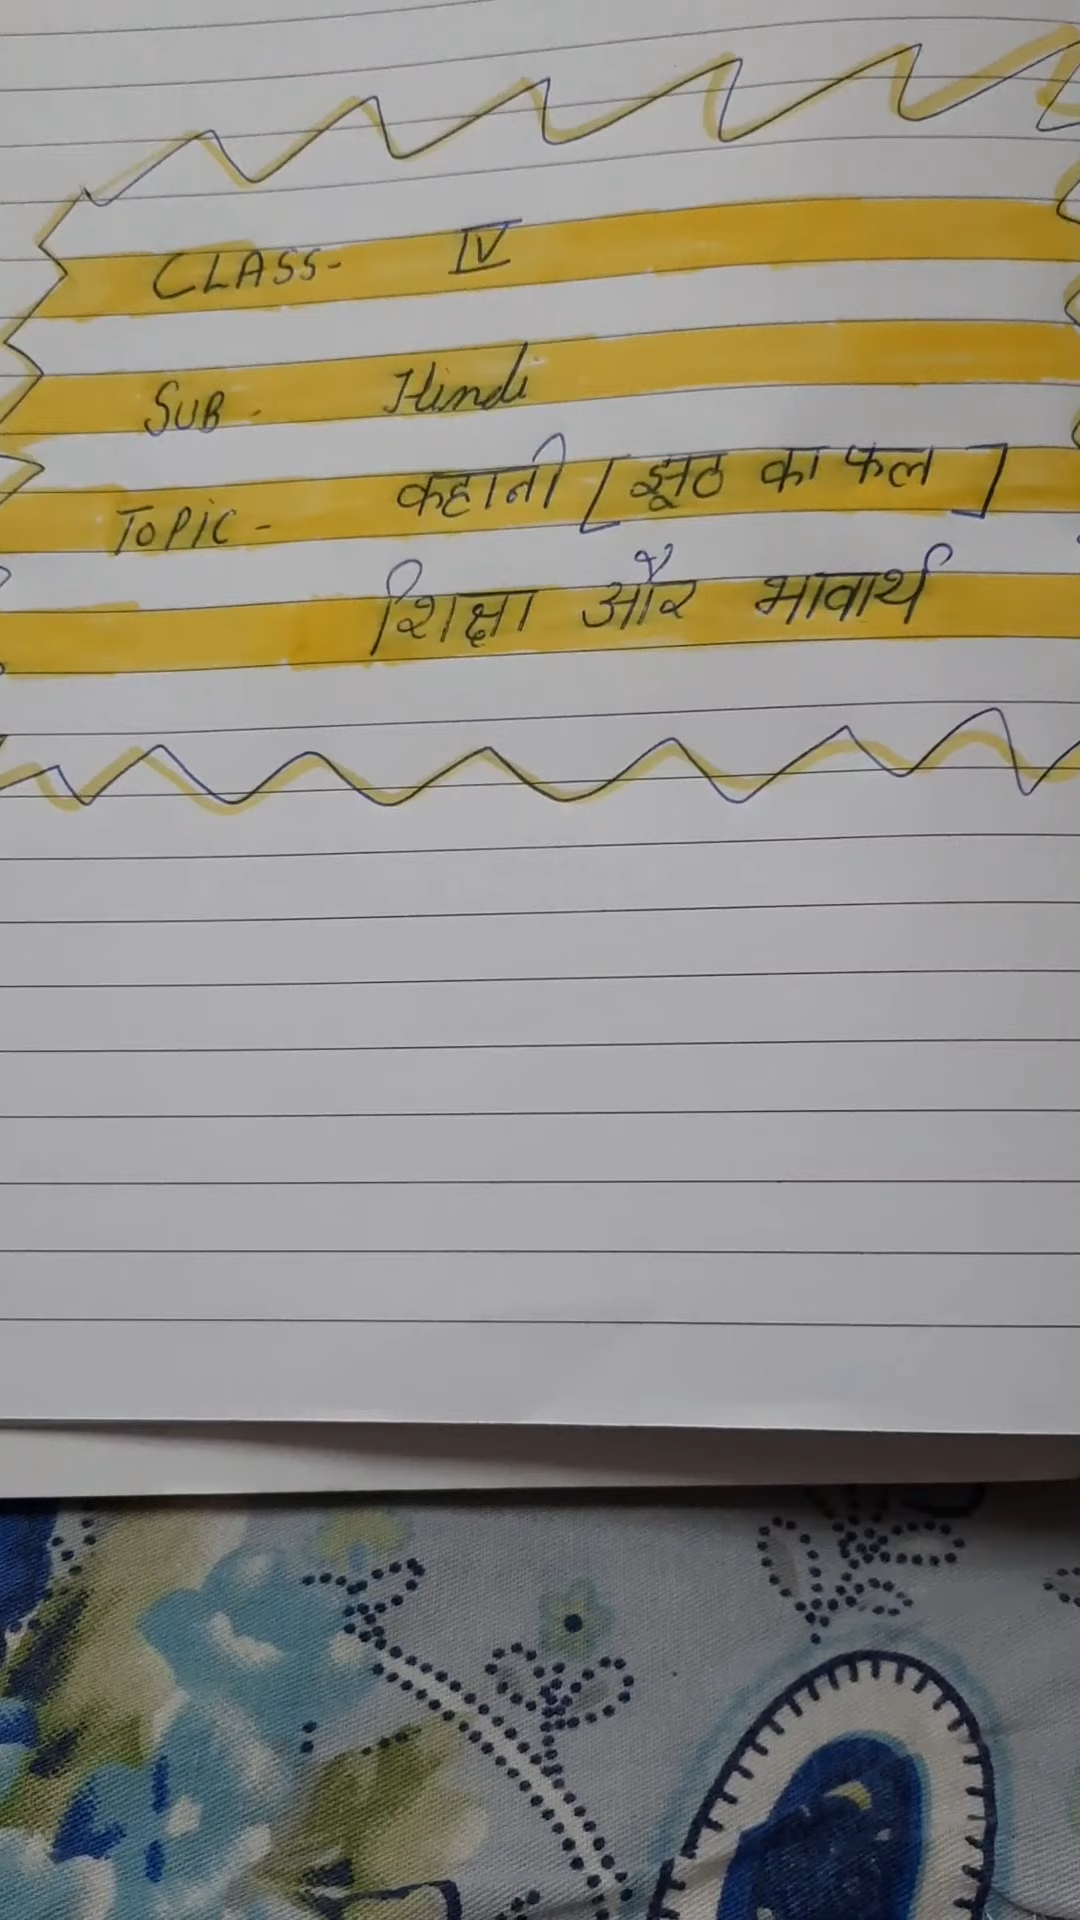 CLASS- IV
SUB- Hindi
TOPIC- कहानी [झूठ का फल]
शिक्षा और भावार्थ